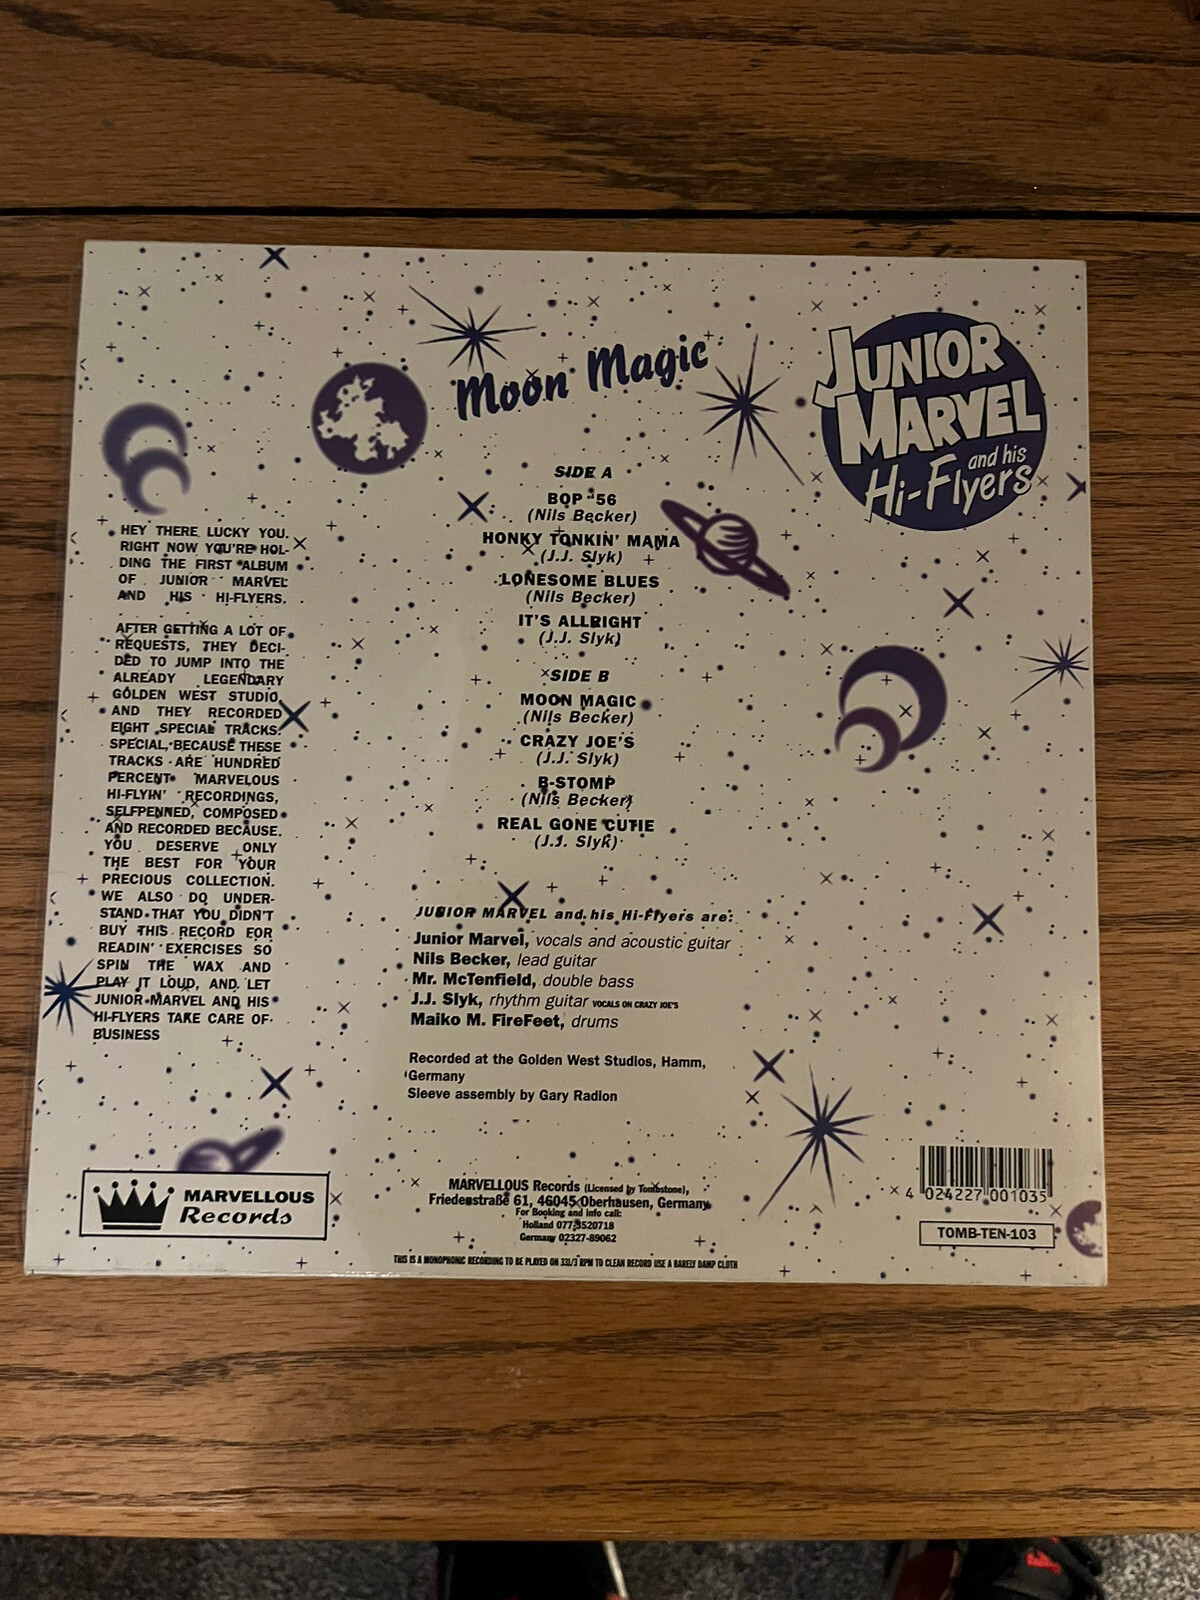 Moon Magic
JUNIOR
MARVEL
and his
Hi-Flyers
HEY THERE LUCKY YOU.
RIGHT NOW YOU'RE HOL-
DING THE FIRST ALBUM
OF JUNIOR MARVEL
AND HIS HI-FLYERS.
AFTER GETTING A LOT OF
REQUESTS, THEY DECI-
DED TO JUMP INTO THE
ALREADY LEGENDARY
GOLDEN WEST STUDIO,
AND THEY RECORDED
EIGHT SPECIAL TRACKS.
SPECIAL, BECAUSE THESE
TRACKS ARE HUNDRED
PERCENT MARVELOUS
HI-FLYIN' RECORDINGS,
SELFPENNED, COMPOSED
AND RECORDED BECAUSE.
YOU DESERVE ONLY
THE BEST FOR YOUR
PRECIOUS COLLECTION.
WE ALSO DO UNDER-
STAND THAT YOU DIDN'T
BUY THIS RECORD FOR
READIN' EXERCISES SO
SPIN THE WAX AND
PLAY IT LOUD, AND LET
JUNIOR MARVEL AND HIS
HI-FLYERS TAKE CARE OF
BUSINESS
SIDE A
BOP '56
(Nils Becker)
HONKY TONKIN' MAMA
(J.J. Slyk)
LONESOME BLUES
(Nils Becker)
IT'S ALLRIGHT
(J.J. Slyk)
SIDE B
MOON MAGIC
(Nils Becker)
CRAZY JOE'S
(J.J. Slyk)
B-STOMP
(Nils Becker)
REAL GONE CUTIE
(J.J. Slyk)
JUNIOR MARVEL and his Hi-Flyers are:
Junior Marvel, vocals and acoustic guitar
Nils Becker, lead guitar
Mr. McTenfield, double bass
J.J. Slyk, rhythm guitar VOCALS ON CRAZY JOE'S
Maiko M. FireFeet, drums
Recorded at the Golden West Studios, Hamm,
Germany
Sleeve assembly by Gary Radion
MARVELLOUS
Records
MARVELLOUS Records (Licensed by Tombstone),
Friedenstraße 61, 46045 Oberhausen, Germany
For Booking and info call:
Holland 077-3520718
Germany 02327-89062
THIS IS A MONOPHONIC RECORDING TO BE PLAYED ON 331/3 RPM TO CLEAN RECORD USE A BARELY DAMP CLOTH
4 024227 001035
TOMB-TEN-103